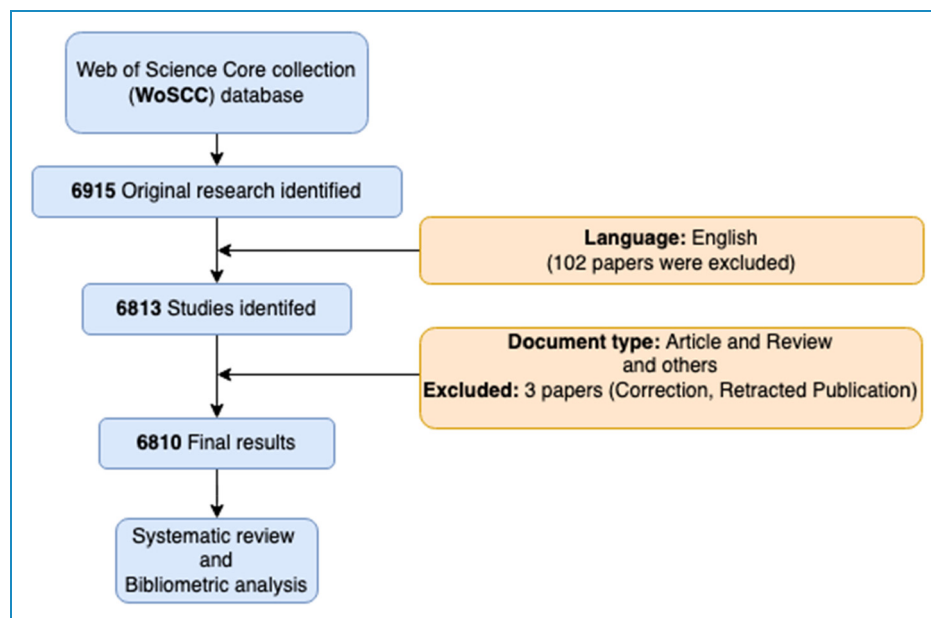 Web of Science Core collection
(WoSCC) database
6915 Original research identified
Language: English
(102 papers were excluded)
6813 Studies identifed
Document type: Article and Review
and others
Excluded: 3 papers (Correction, Retracted Publication)
6810 Final results
Systematic review
and
Bibliometric analysis